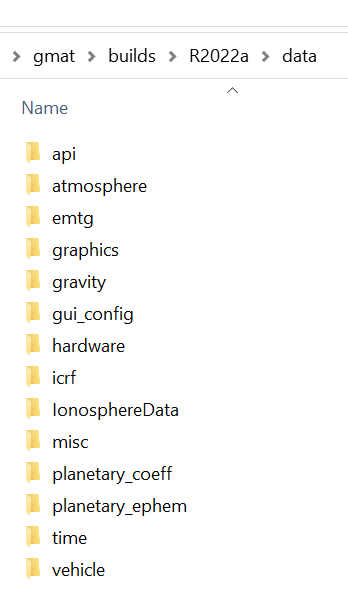 gmat builds R2022a data
Name
api
atmosphere
emtg
graphics
gravity
gui_config
hardware
icrf
IonosphereData
misc
planetary_coeff
planetary_ephem
time
vehicle